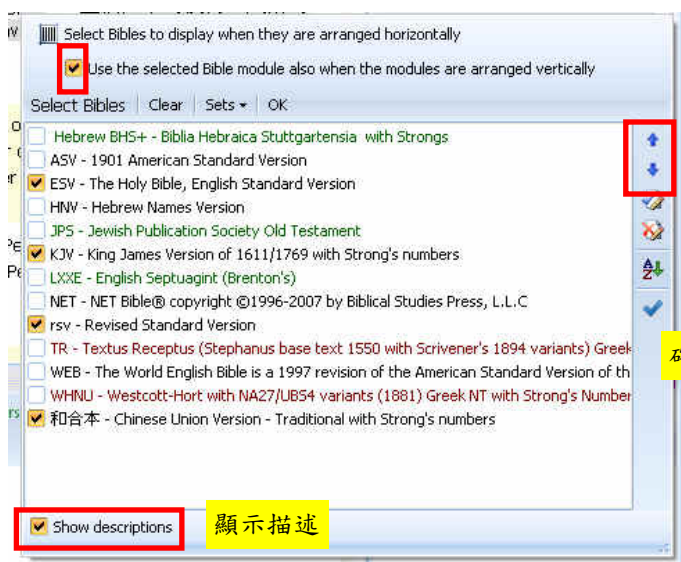 Select Bibles to display when they are arranged horizontally
Use the selected Bible module also when the modules are arranged vertically
Select Bibles Clear Sets OK
Hebrew BHS+ - Biblia Hebraica Stuttgartensia with Strongs
ASV - 1901 American Standard Version
ESV - The Holy Bible, English Standard Version
HNV - Hebrew Names Version
JPS - Jewish Publication Society Old Testament
KJV - King James Version of 1611/1769 with Strong's numbers
LXXE - English Septuagint (Brenton's)
NET - NET Bible® copyright ©1996-2007 by Biblical Studies Press, L.L.C
rsv - Revised Standard Version
TR - Textus Receptus (Stephanus base text 1550 with Scrivener's 1894 variants) Greek
WEB - The World English Bible is a 1997 revision of the American Standard Version of th
WHNU - Westcott-Hort with NA27/UBS4 variants (1881) Greek NT with Strong's Number
和合本 - Chinese Union Version - Traditional with Strong's numbers
Show descriptions
顯示描述